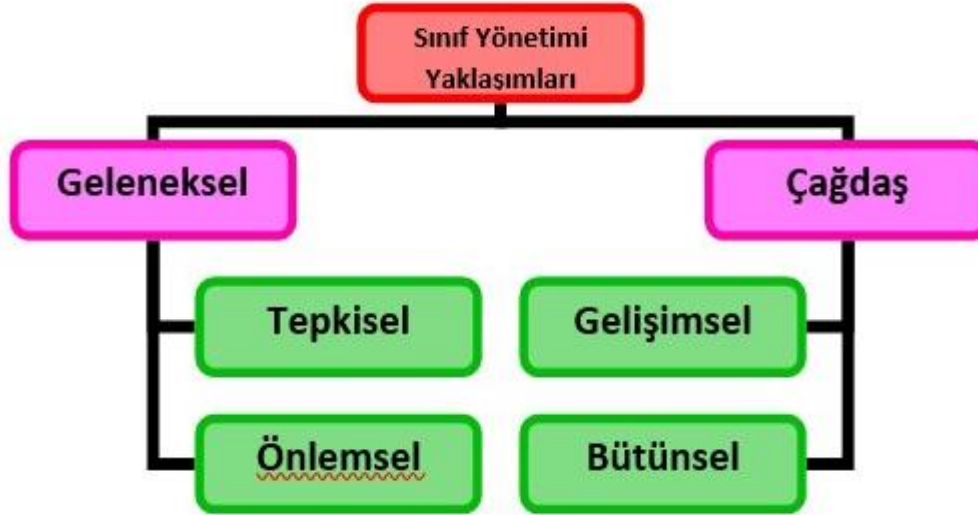 Sınıf Yönetimi
Yaklaşımları
Geleneksel
Çağdaş
Tepkisel
Gelişimsel
Önlemsel
Bütünsel